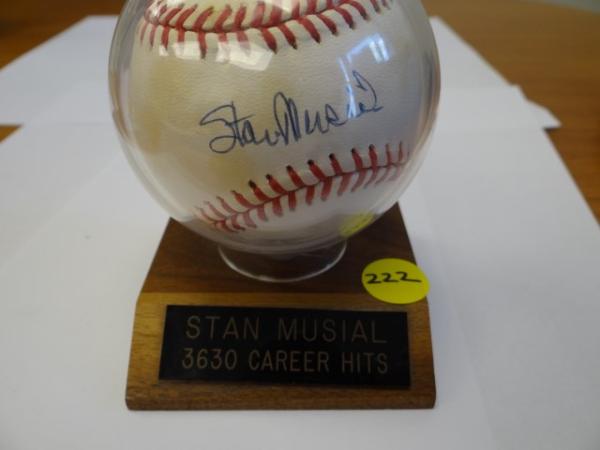 Stan Musial
222
STAN MUSIAL
3630 CAREER HITS